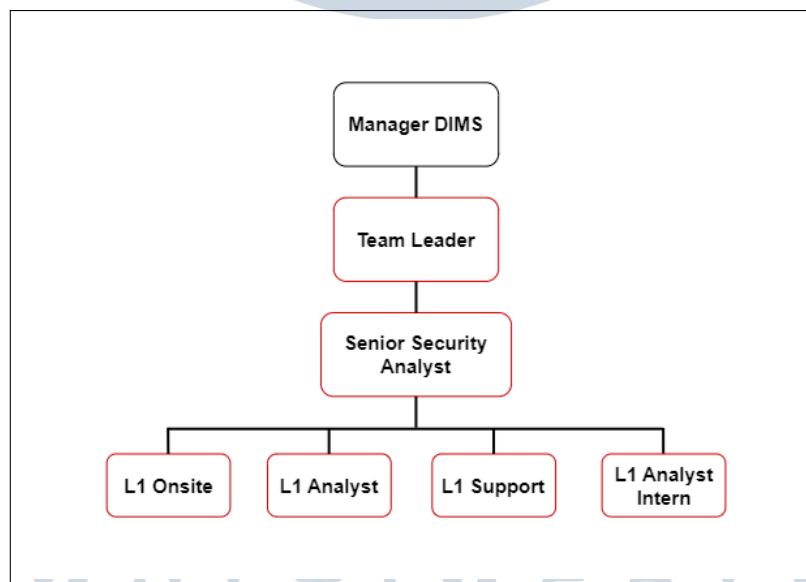 Manager DIMS
Team Leader
Senior Security
Analyst
L1 Onsite
L1 Analyst
L1 Support
L1 Analyst
Intern